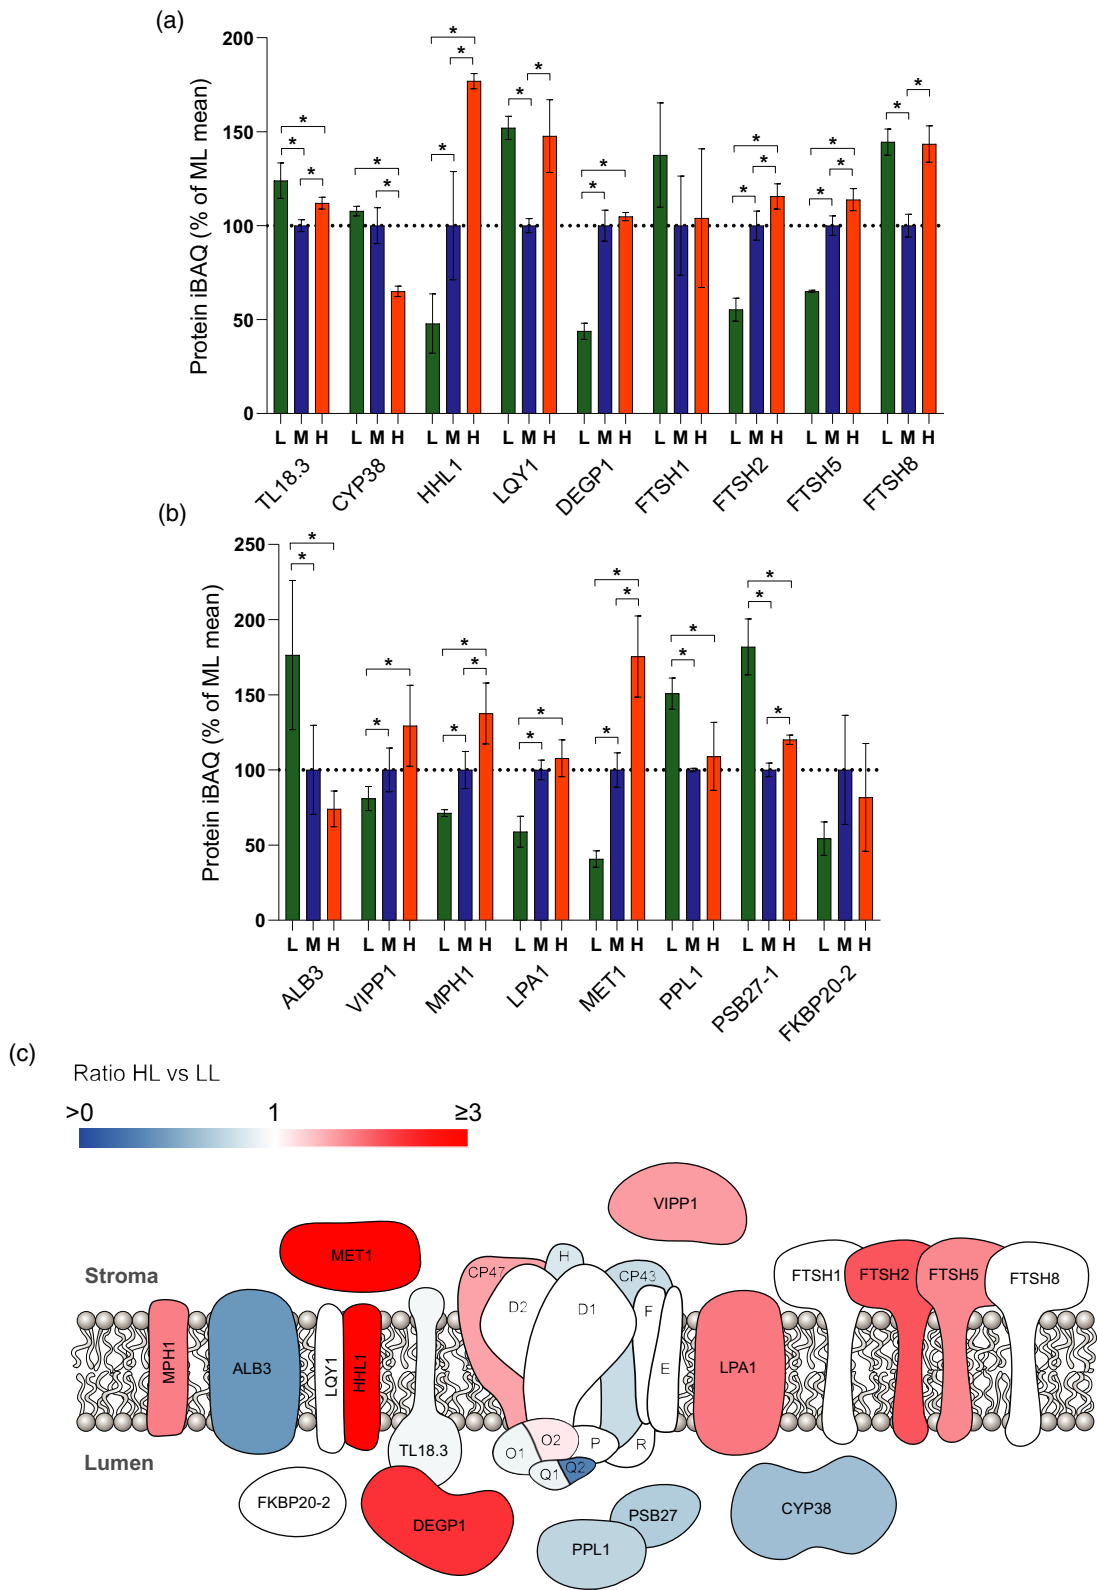 (a)
Protein iBAQ (% of ML mean)
200
150
100
50
0
* * * * * * * * * * * * * * * * * * * *
L M H L M H L M H L M H L M H L M H L M H L M H L M H
TL18.3 CYP38 HHL1 LQY1 DEGP1 FTSH1 FTSH2 FTSH5 FTSH8
(b)
Protein iBAQ (% of ML mean)
250
200
150
100
50
0
* * * * * * * * * * * * * * * * *
L M H L M H L M H L M H L M H L M H L M H L M H
ALB3 VIPP1 MPH1 LPA1 MET1 PPL1 PSB27-1 FKBP20-2
(c)
Ratio HL vs LL
>0 1 ≥3
VIPP1
MET1
Stroma
H
CP47
CP43
FTSH1 FTSH2 FTSH5 FTSH8
D2 D1 F
MPH1 ALB3 LQY1 HHL1 E LPA1
TL18.3
O1 O2 P R
Q1 Q2
Lumen
FKBP20-2
DEGP1
PSB27
PPL1
CYP38